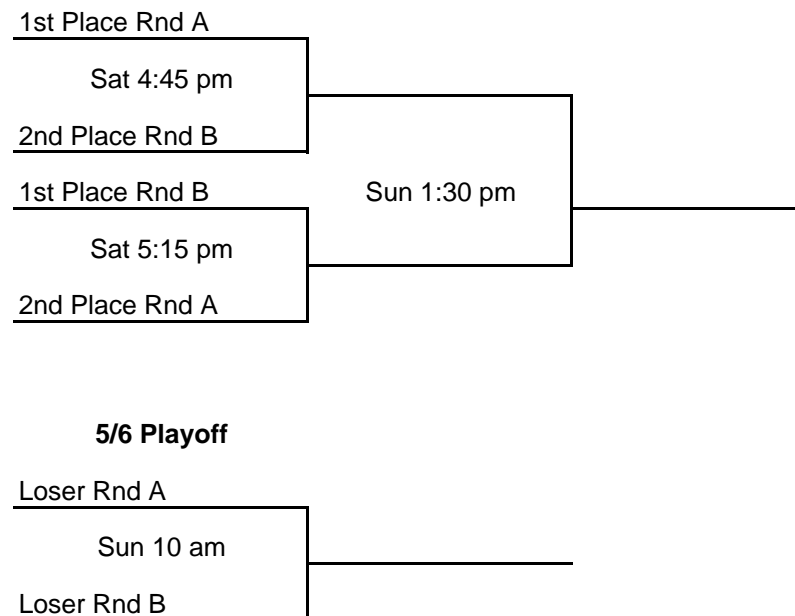 1st Place Rnd A
Sat 4:45 pm
2nd Place Rnd B
1st Place Rnd B
Sun 1:30 pm
Sat 5:15 pm
2nd Place Rnd A
5/6 Playoff
Loser Rnd A
Sun 10 am
Loser Rnd B